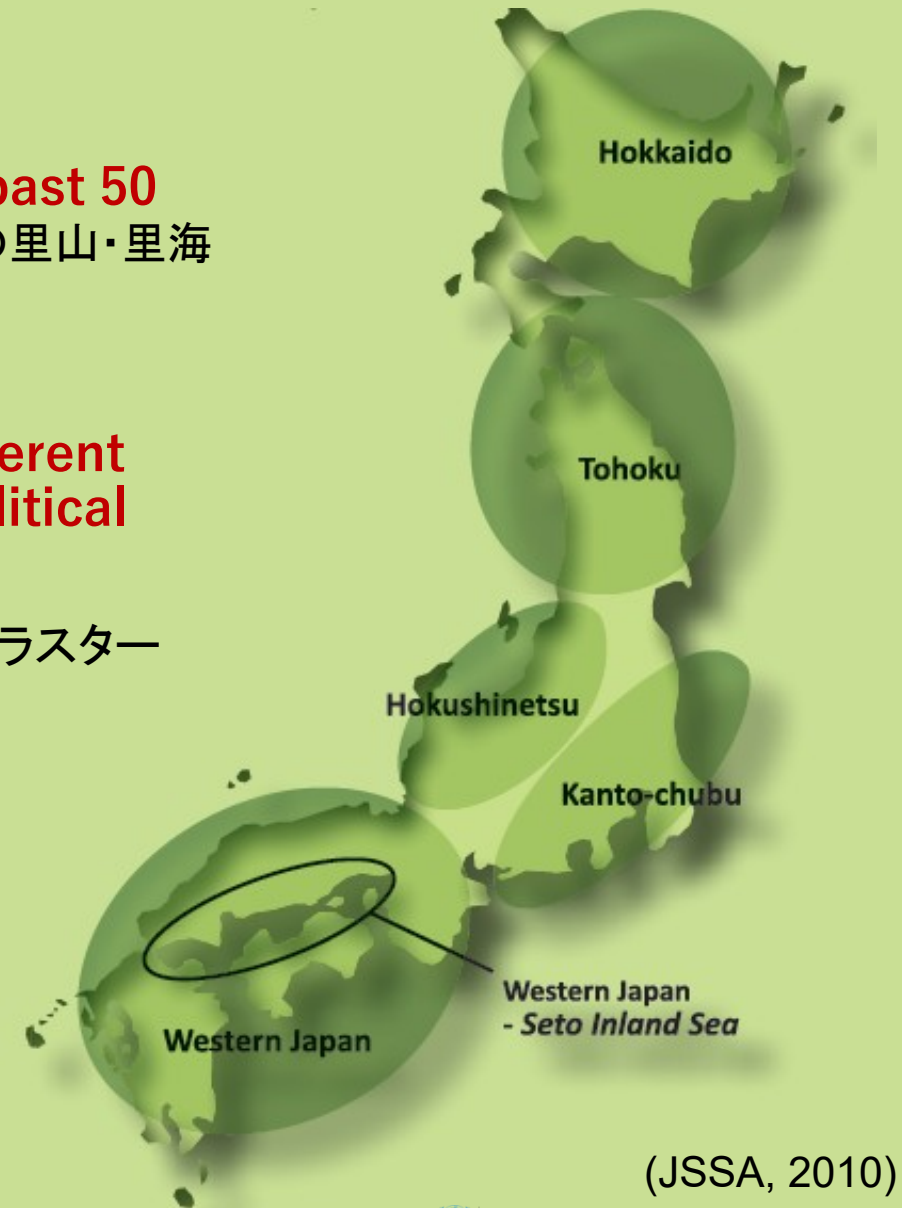 past 50
の里山・里海
erent
litical
ラスター
Hokkaido
Tohoku
Hokushinetsu
Kanto-chubu
Western Japan
- Seto Inland Sea
Western Japan
(JSSA, 2010)